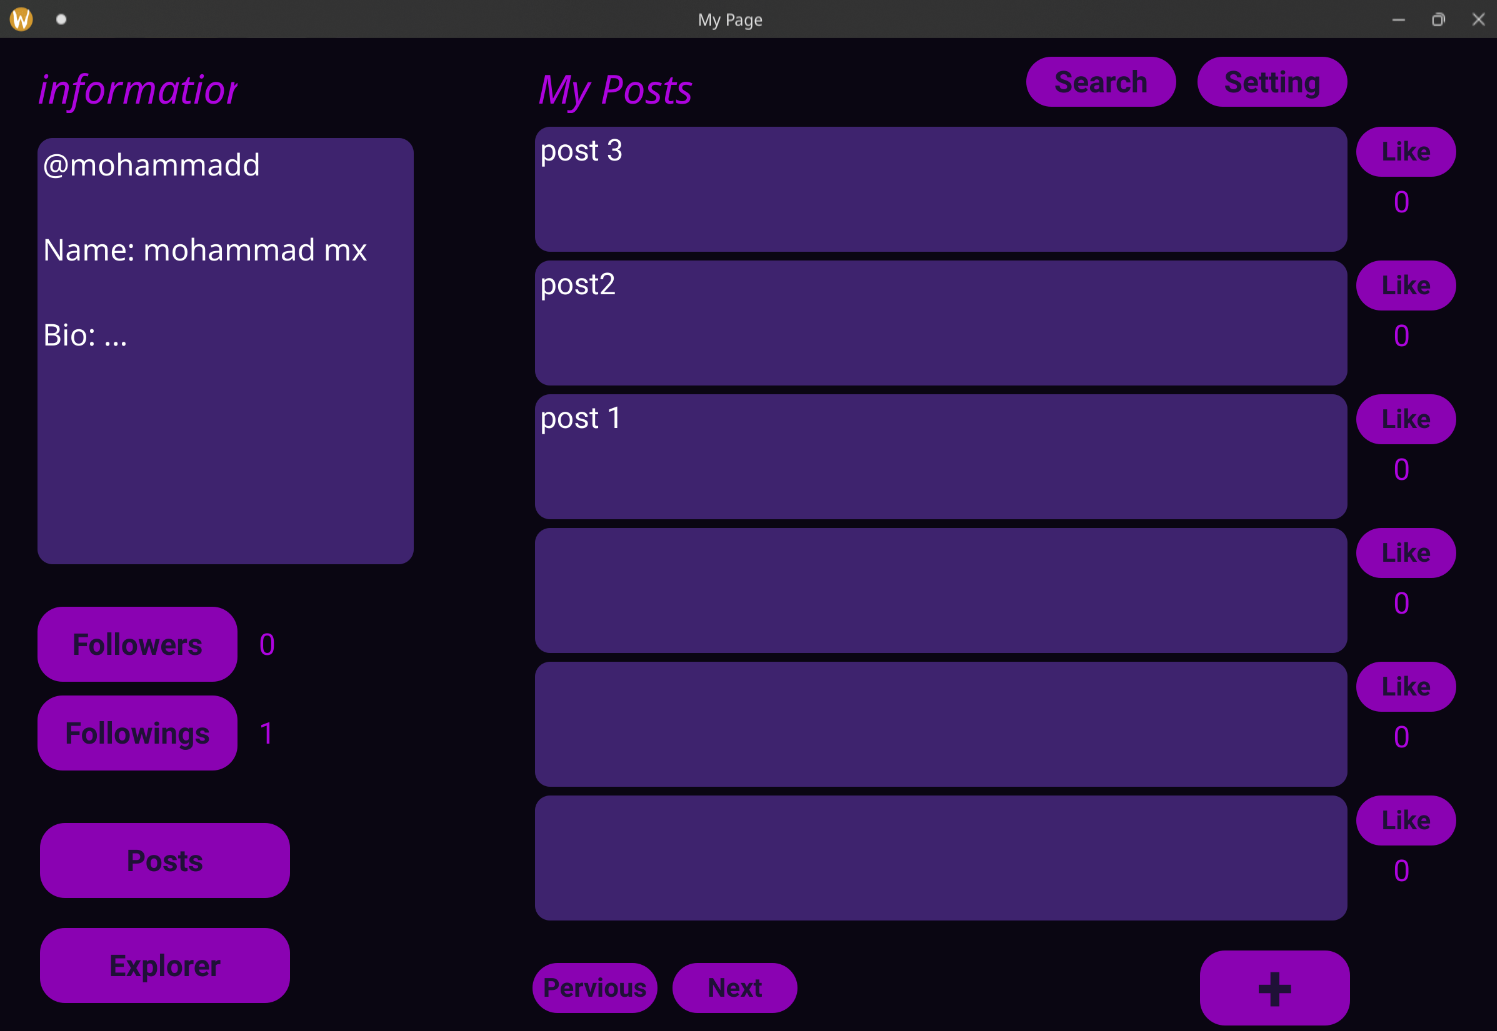 My Page
information
@mohammadd
Name: mohammad mx
Bio: ...
Followers 0
Followings 1
Posts
Explorer
My Posts
Search Setting
post 3
Like
0
post2
Like
0
post 1
Like
0
Like
0
Like
0
Like
0
Pervious Next +